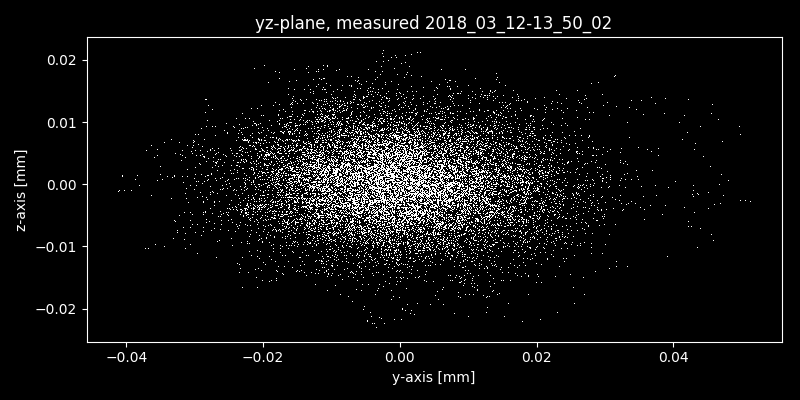 yz-plane, measured 2018_03_12-13_50_02
0.02
0.01
0.00
−0.01
−0.02
z-axis [mm]
−0.04 −0.02 0.00 0.02 0.04
y-axis [mm]